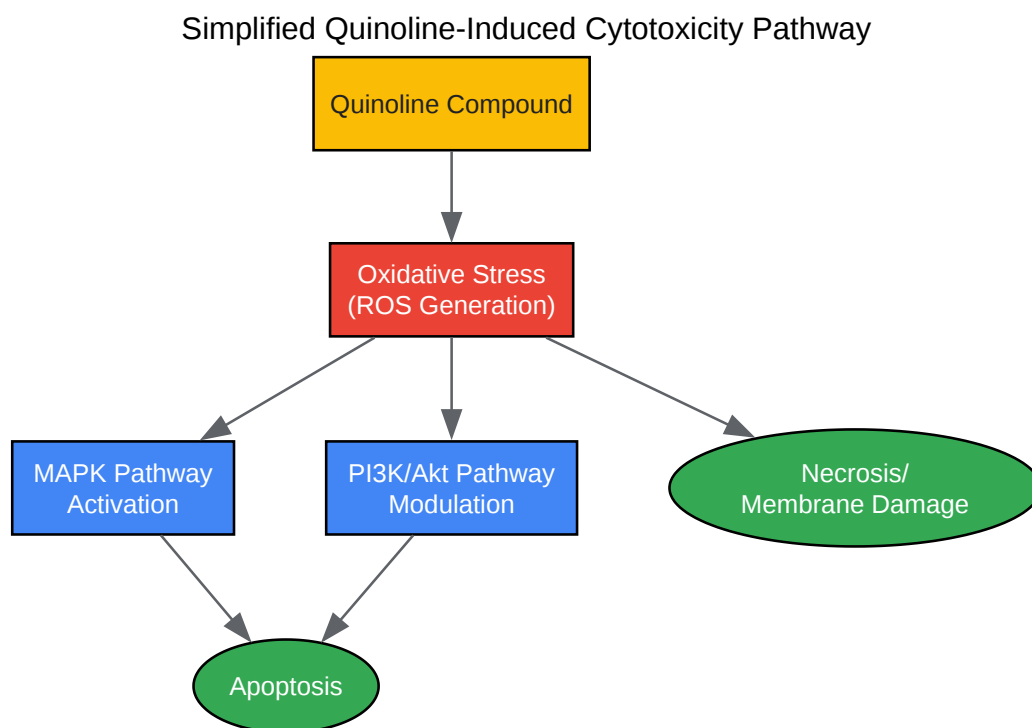 Simplified Quinoline-Induced Cytotoxicity Pathway
Quinoline Compound
Oxidative Stress
(ROS Generation)
MAPK Pathway
Activation
PI3K/Akt Pathway
Modulation
Necrosis/
Membrane Damage
Apoptosis